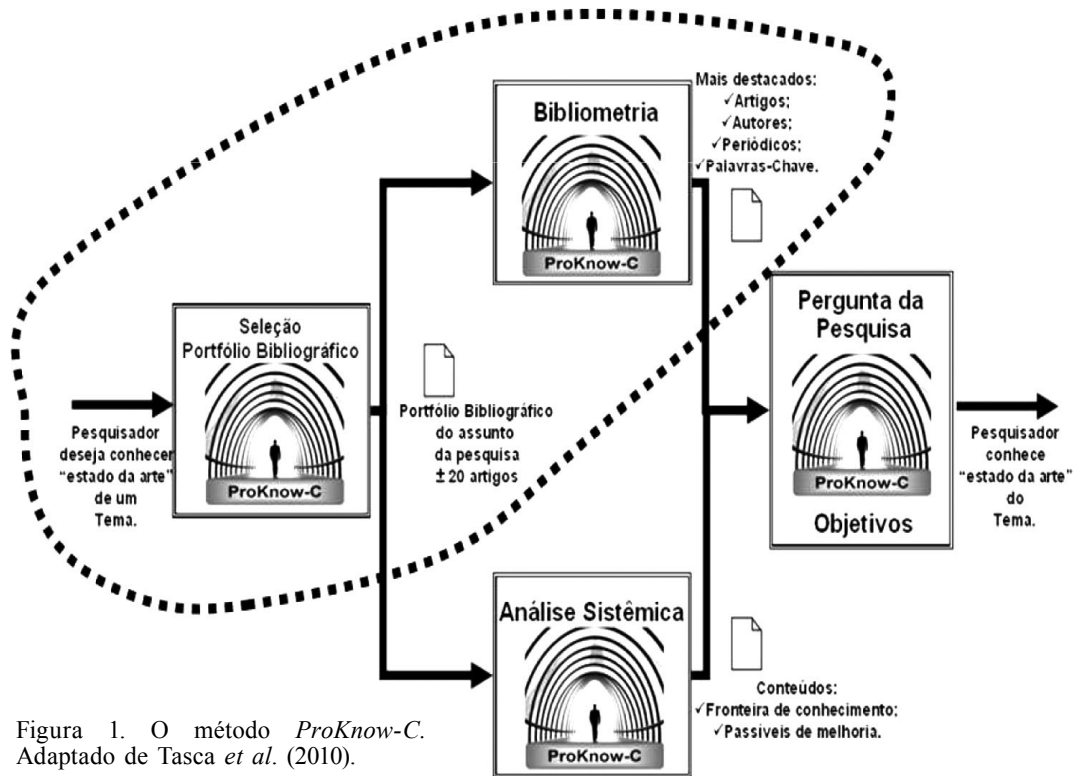 Pesquisador
deseja conhecer
“estado da arte”
de um
Tema.
Seleção
Portfólio Bibliográfico
ProKnow-C
Portfólio Bibliográfico
do assunto
da pesquisa
±20 artigos
Bibliometria
ProKnow-C
Mais destacados:
✓Artigos;
✓Autores;
✓Periódicos;
✓Palavras-Chave.
Análise Sistêmica
ProKnow-C
Conteúdos:
✓Fronteira de conhecimento;
✓Passíveis de melhoria.
Pergunta da
Pesquisa
ProKnow-C
Objetivos
Pesquisador
conhece
“estado da arte”
do
Tema.
Figura 1. O método ProKnow-C.
Adaptado de Tasca et al. (2010).